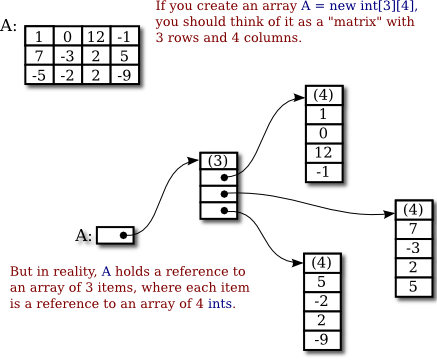 If you create an array A = new int[3][4],
you should think of it as a "matrix" with
3 rows and 4 columns.
A:
1 0 12 -1
7 -3 2 5
-5 -2 2 -9
(4)
1
0
12
-1
(3)
(4)
7
-3
2
5
A:
(4)
5
-2
2
-9
But in reality, A holds a reference to
an array of 3 items, where each item
is a reference to an array of 4 ints.